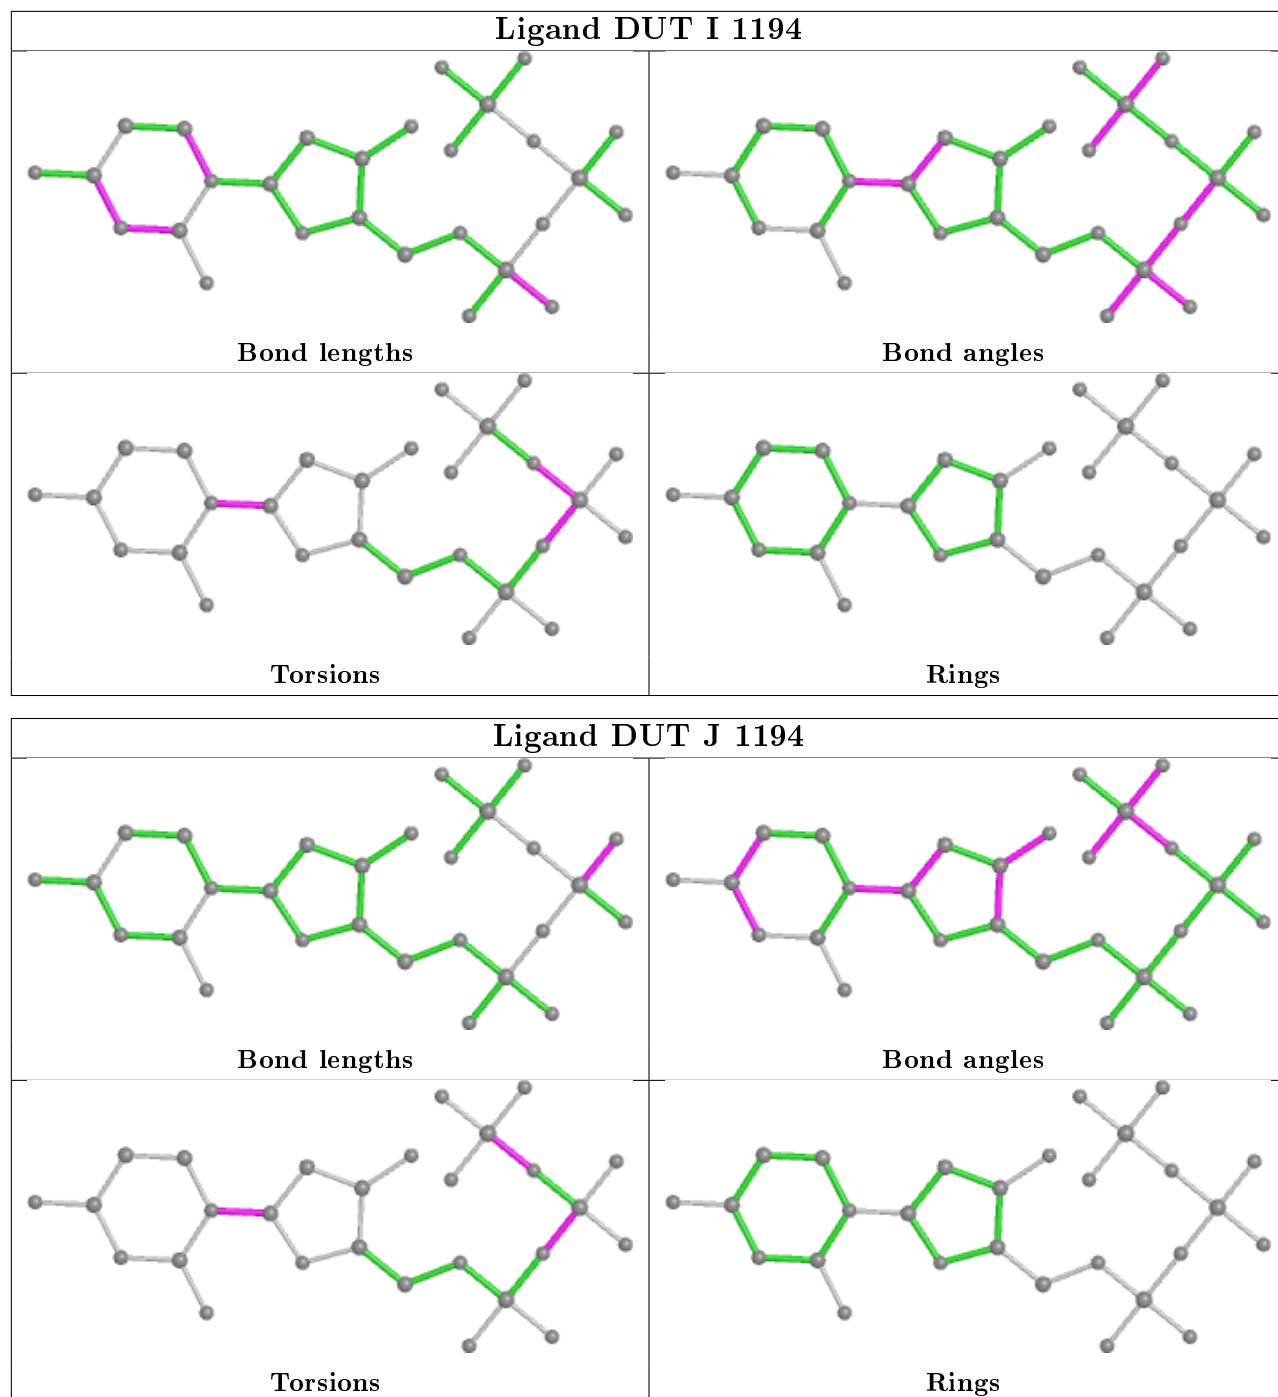 Ligand DUT I 1194
Bond lengths
Bond angles
Torsions
Rings
Ligand DUT J 1194
Bond lengths
Bond angles
Torsions
Rings